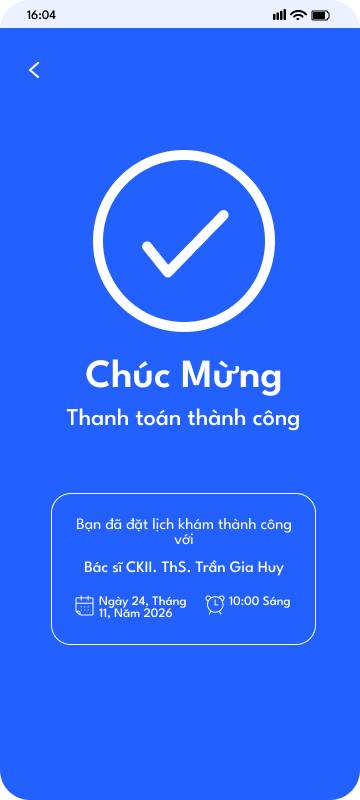 16:04
Chúc Mừng
Thanh toán thành công
Bạn đã đặt lịch khám thành công
với
Bác sĩ CKII. ThS. Trần Gia Huy
Ngày 24, Tháng
11, Năm 2026
10:00 Sáng